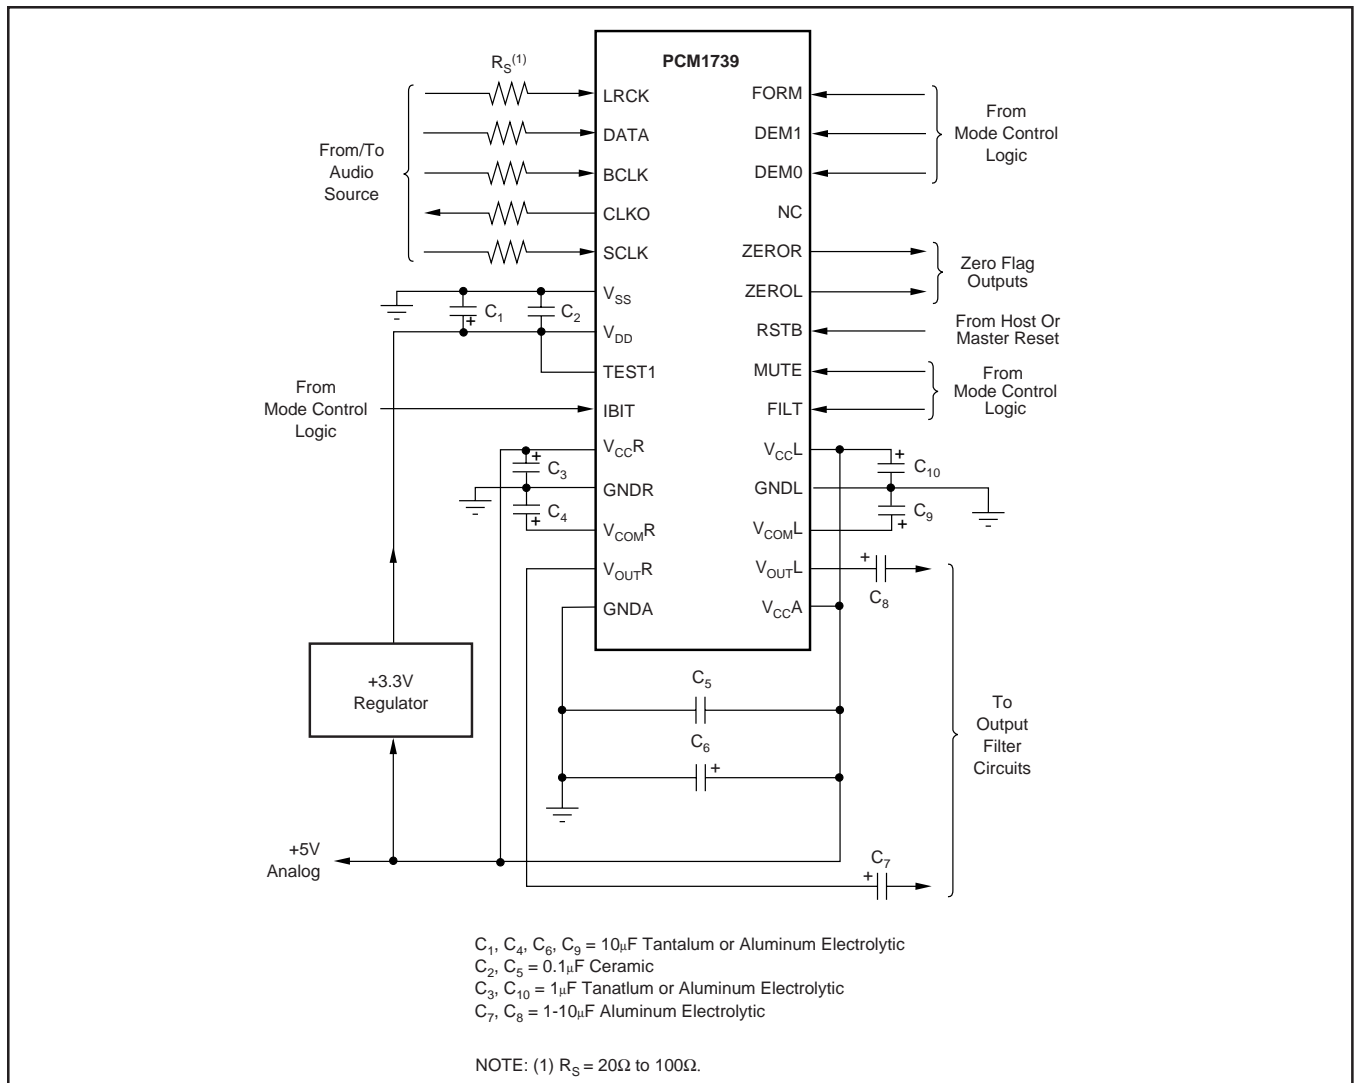 PCM1739
R_S(1)
LRCK
DATA
BCLK
CLKO
SCLK
V_SS
V_DD
TEST1
IBIT
V_CCR
GNDR
V_COMR
V_OUTR
GNDA
FORM
DEM1
DEM0
NC
ZEROR
ZEROL
RSTB
MUTE
FILT
V_CCL
GNDL
V_COML
V_OUTL
V_CCA
From/To
Audio
Source
+
C_1
C_2
From
Mode Control
Logic
+
C_3
+
C_4
From
Mode Control
Logic
Zero Flag
Outputs
From Host Or
Master Reset
From
Mode Control
Logic
+
C_10
+
C_9
+
C_8
+3.3V
Regulator
C_5
C_6
+
To
Output
Filter
Circuits
+5V
Analog
C_7
+
C_1, C_4, C_6, C_9 = 10μF Tantalum or Aluminum Electrolytic
C_2, C_5 = 0.1μF Ceramic
C_3, C_10 = 1μF Tanatlum or Aluminum Electrolytic
C_7, C_8 = 1-10μF Aluminum Electrolytic
NOTE: (1) R_S = 20Ω to 100Ω.